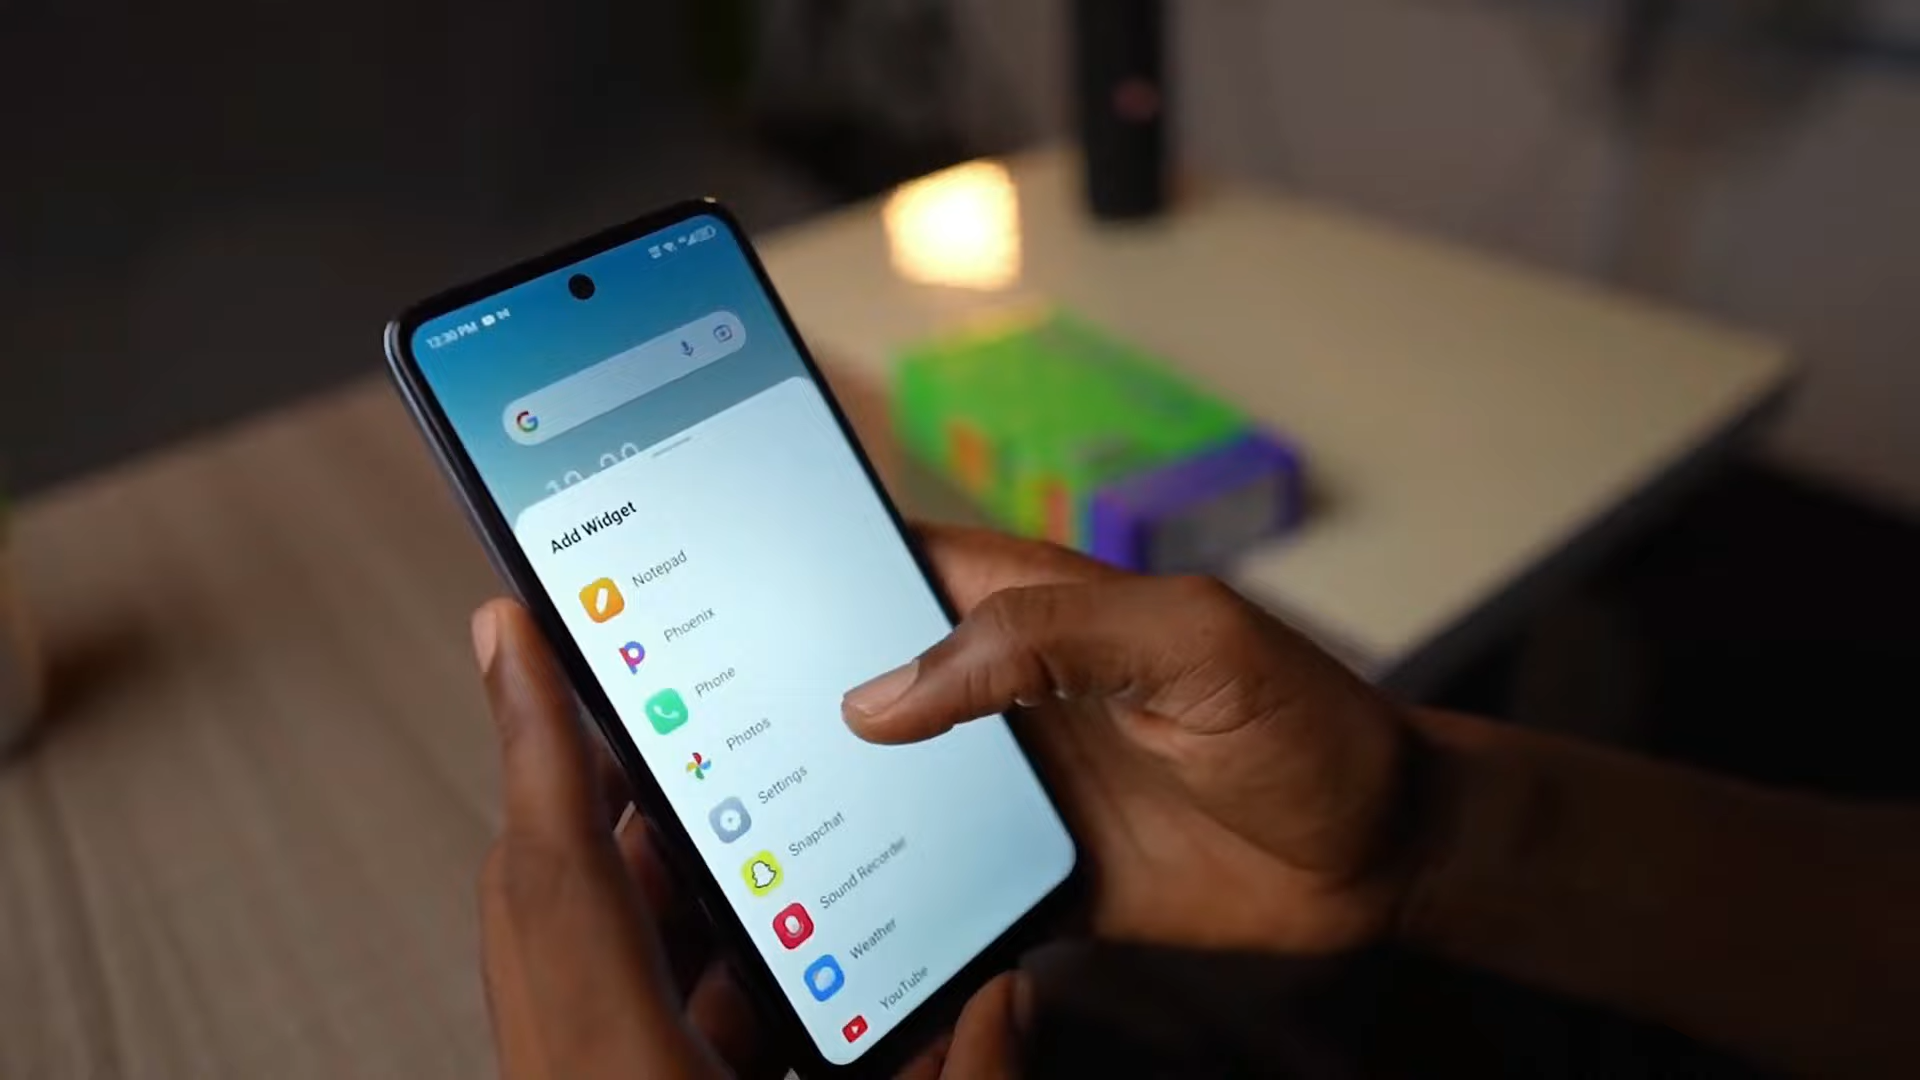 12:30 PM
Add Widget
Notepad
Phoenix
Phone
Photos
Settings
Snapchat
Sound Recorder
Weather
YouTube